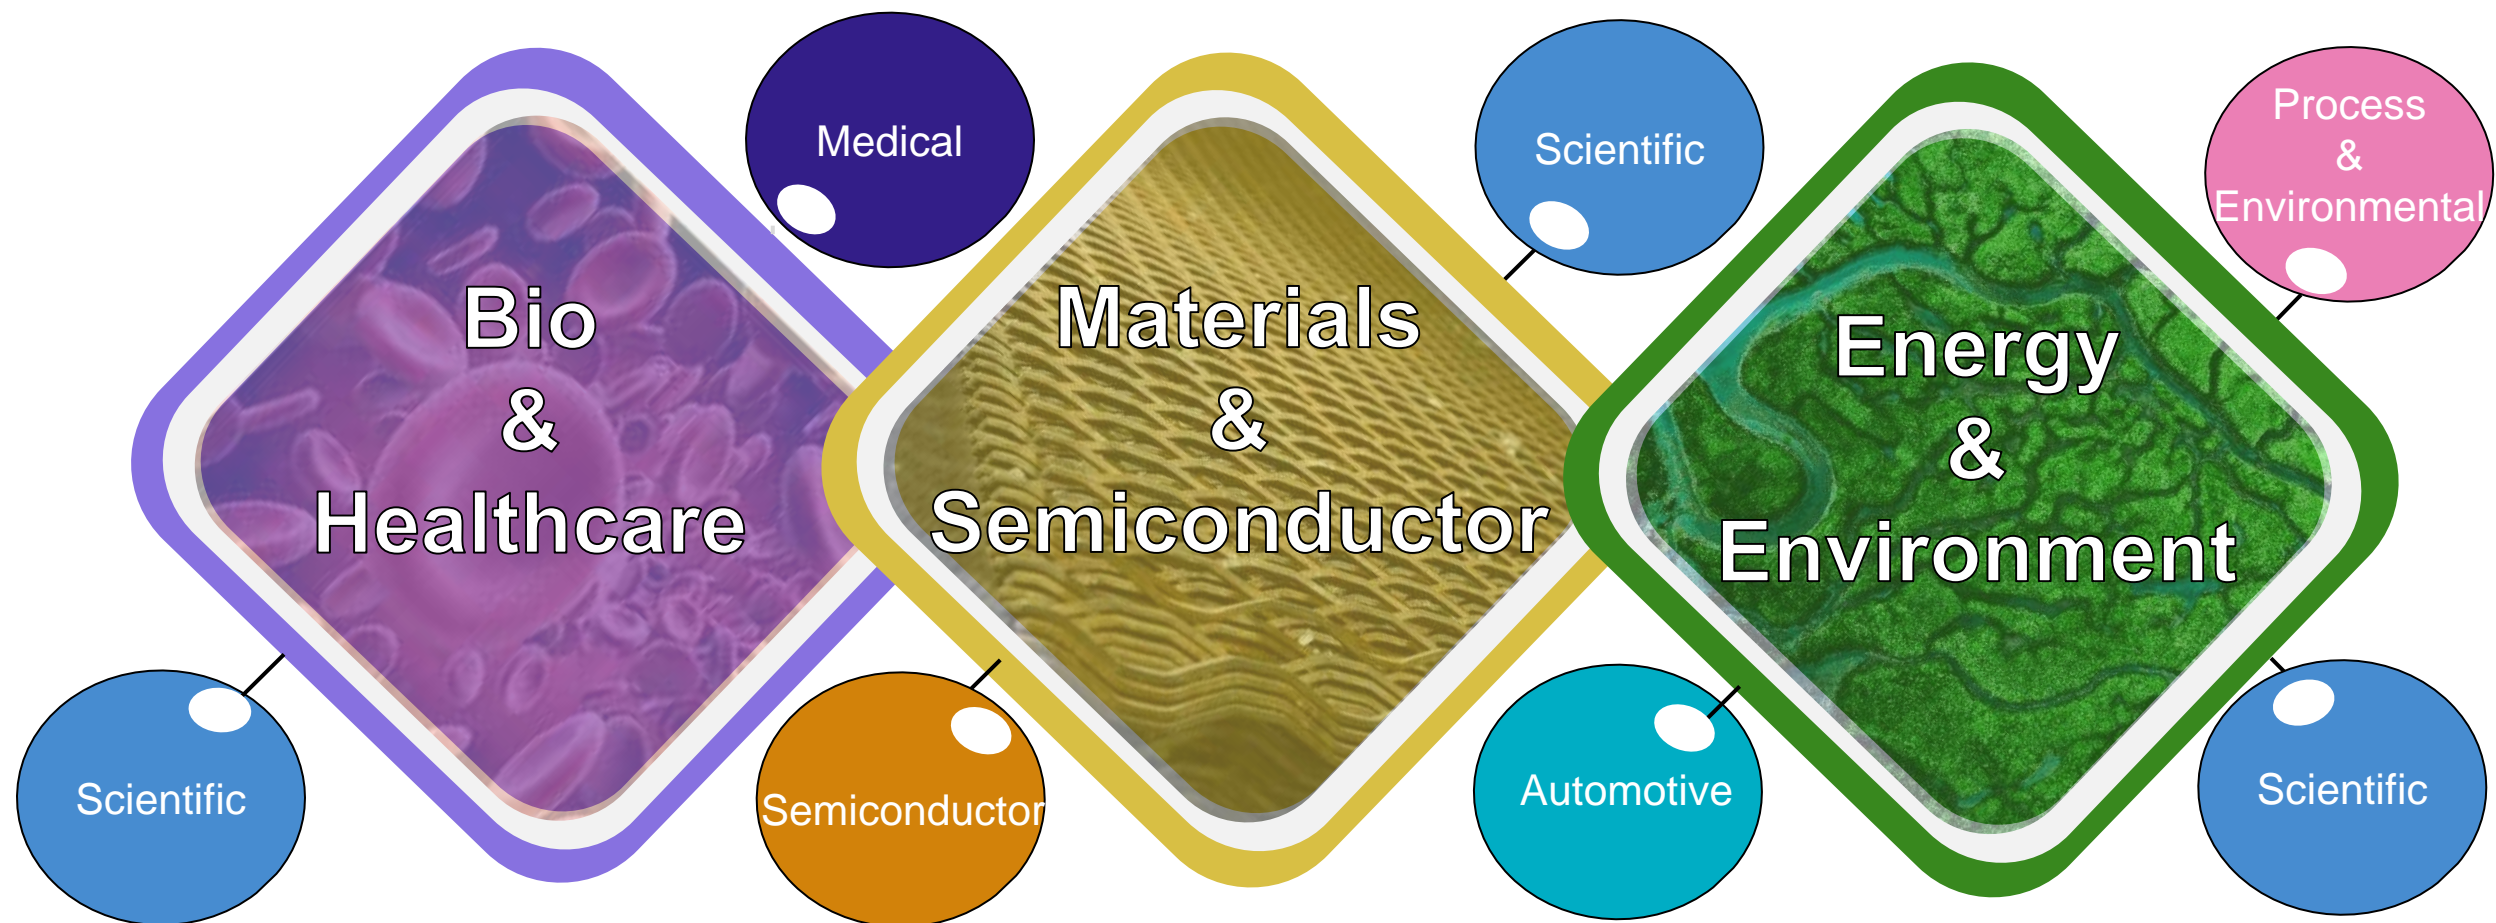 Medical
Scientific
Process
&
Environmental
Bio
&
Healthcare
Materials
&
Semiconductor
Energy
&
Environment
Scientific
Semiconductor
Automotive
Scientific